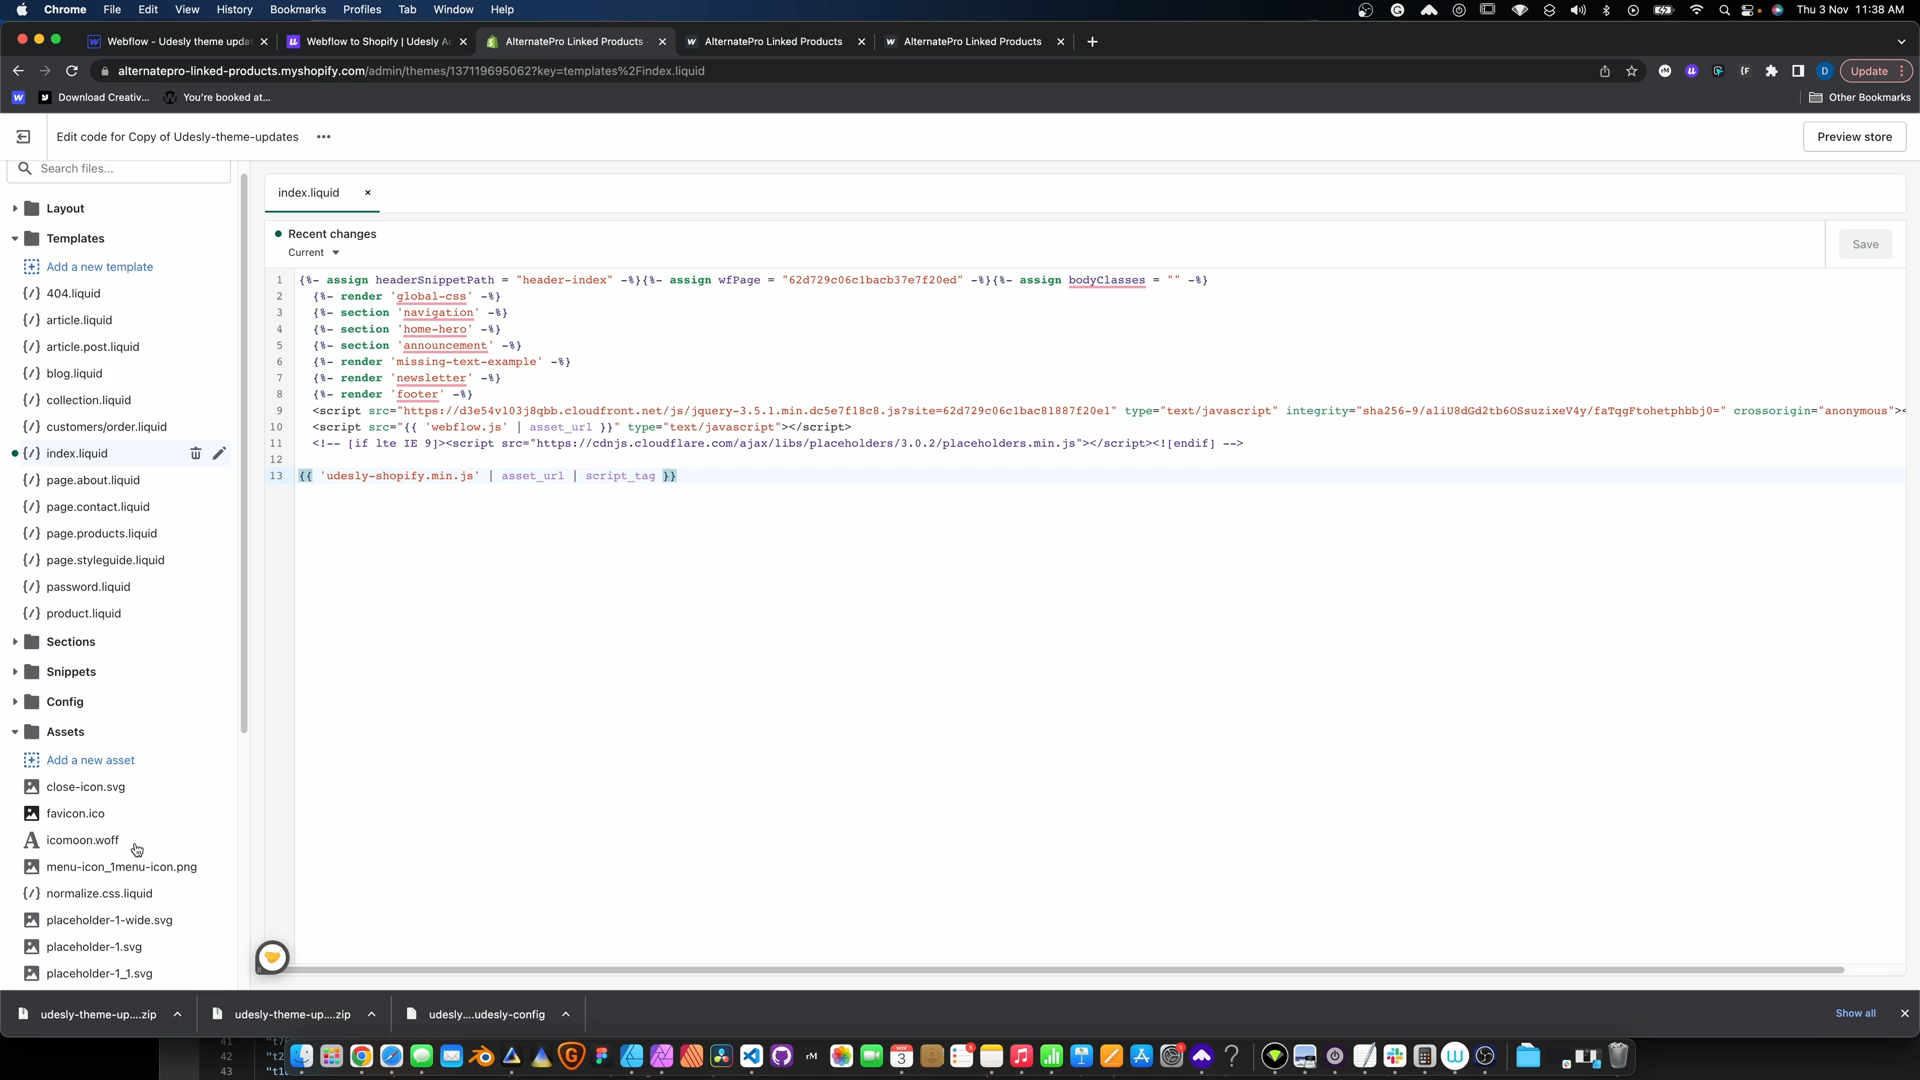 Chrome File Edit View History Bookmarks Profiles Tab Window Help Thu 3 Nov 11:38 AM
Webflow - Udesly theme upda Webflow to Shopify | Udesly A AlternatePro Linked Products AlternatePro Linked Products AlternatePro Linked Products
alternatepro-linked-products.myshopify.com/admin/themes/137119695062?key=templates%2Findex.liquid Update
Download Creativ... You're booked at... Other Bookmarks
Edit code for Copy of Udesly-theme-updates Preview store
Search files...
Layout
Templates
Add a new template
404.liquid
article.liquid
article.post.liquid
blog.liquid
collection.liquid
customers/order.liquid
index.liquid
page.about.liquid
page.contact.liquid
page.products.liquid
page.styleguide.liquid
password.liquid
product.liquid
Sections
Snippets
Config
Assets
Add a new asset
close-icon.svg
favicon.ico
icomoon.woff
menu-icon_1menu-icon.png
normalize.css.liquid
placeholder-1-wide.svg
placeholder-1.svg
placeholder-1_1.svg
index.liquid
Recent changes
Current
Save
1 {%- assign headerSnippetPath = "header-index" -%}{%- assign wfPage = "62d729c06c1bacb37e7f20ed" -%}{%- assign bodyClasses = "" -%}
2 {%- render 'global-css' -%}
3 {%- section 'navigation' -%}
4 {%- section 'home-hero' -%}
5 {%- section 'announcement' -%}
6 {%- render 'missing-text-example' -%}
7 {%- render 'newsletter' -%}
8 {%- render 'footer' -%}
9 <script src="https://d3e54v103j8qbb.cloudfront.net/js/jquery-3.5.1.min.dc5e7f18c8.js?site=62d729c06c1bac81887f20e1" type="text/javascript" integrity="sha256-9/aliU8dGd2tb6OSsuzixeV4y/faTqgFtohetphbbj0=" crossorigin="anonymous"><
10 <script src="{{ 'webflow.js' | asset_url }}" type="text/javascript"></script>
11 <!-- [if lte IE 9]><script src="https://cdnjs.cloudflare.com/ajax/libs/placeholders/3.0.2/placeholders.min.js"></script><![endif] -->
12
13 {{ 'udesly-shopify.min.js' | asset_url | script_tag }}
udesly-theme-up....zip udesly-theme-up....zip udesly....udesly-config Show all
41
42
43